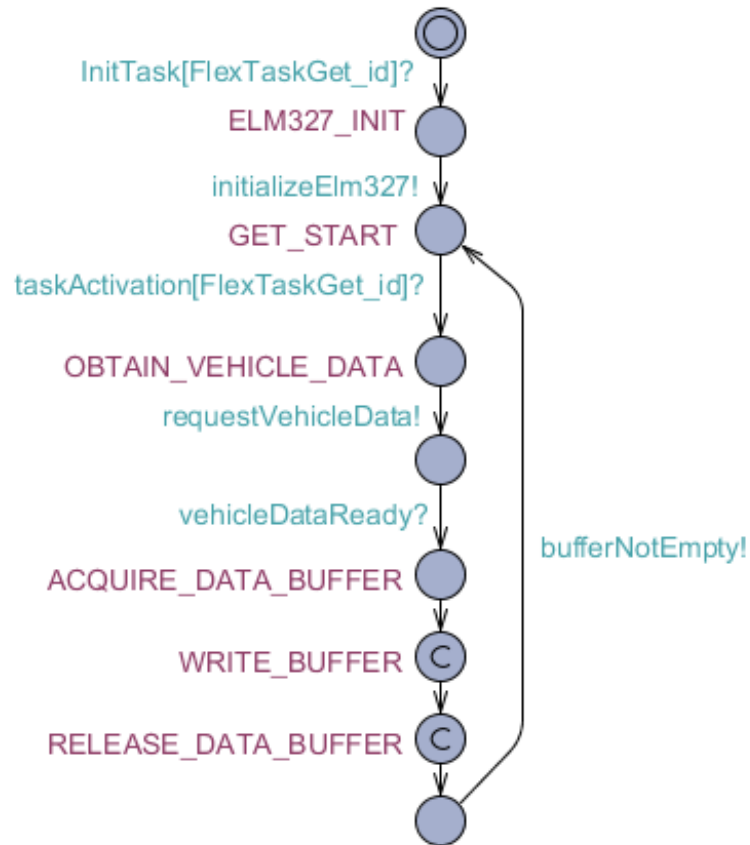 InitTask[FlexTaskGet_id]?
ELM327_INIT
initializeElm327!
GET_START
taskActivation[FlexTaskGet_id]?
OBTAIN_VEHICLE_DATA
requestVehicleData!
vehicleDataReady?
bufferNotEmpty!
ACQUIRE_DATA_BUFFER
WRITE_BUFFER
C
RELEASE_DATA_BUFFER
C